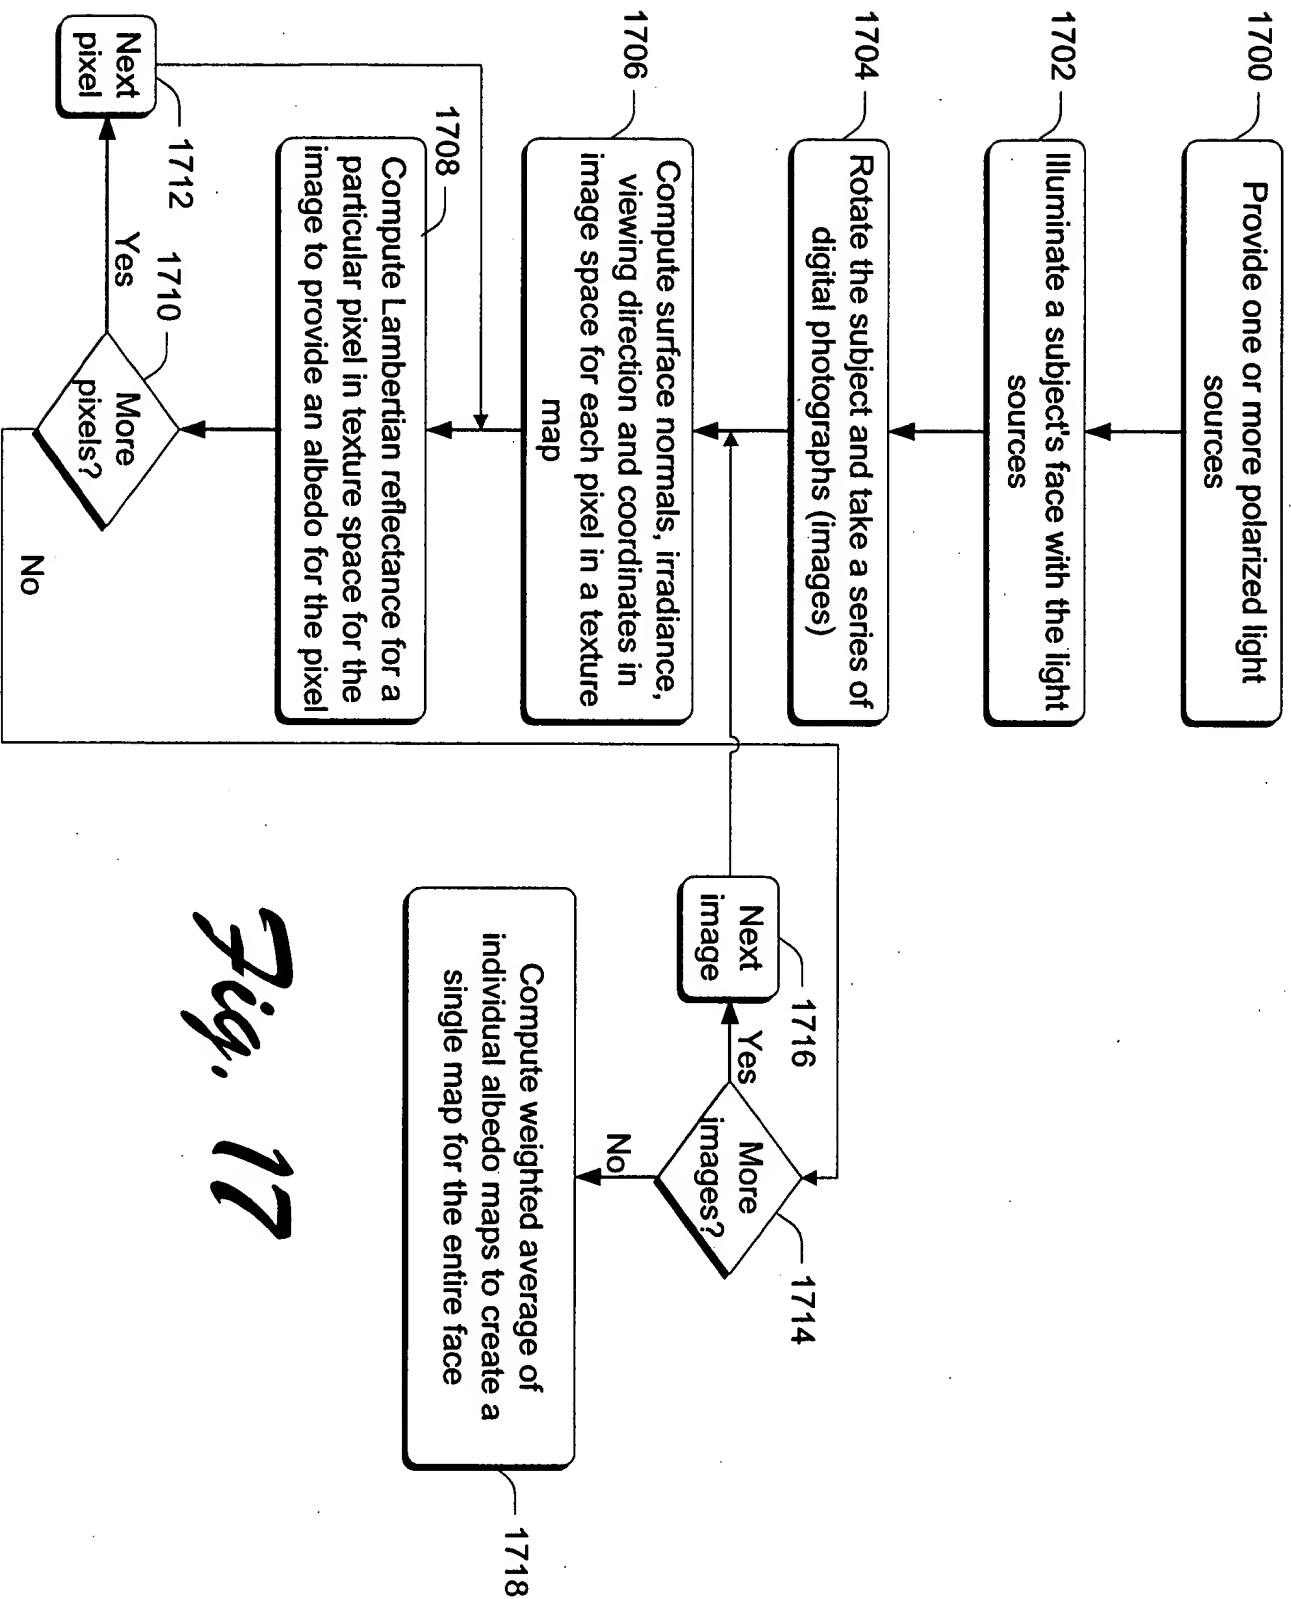 1700
Provide one or more polarized light
sources
1702
Illuminate a subject's face with the light
sources
1704
Rotate the subject and take a series of
digital photographs (images)
1706
Compute surface normals, irradiance,
viewing direction and coordinates in
image space for each pixel in a texture
map
1708
Compute Lambertian reflectance for a
particular pixel in texture space for the
image to provide an albedo for the pixel
1710
More
pixels?
Yes
1712
Next
pixel
No
1714
More
images?
Yes
1716
Next
image
No
Compute weighted average of
individual albedo maps to create a
single map for the entire face
1718
Fig. 17